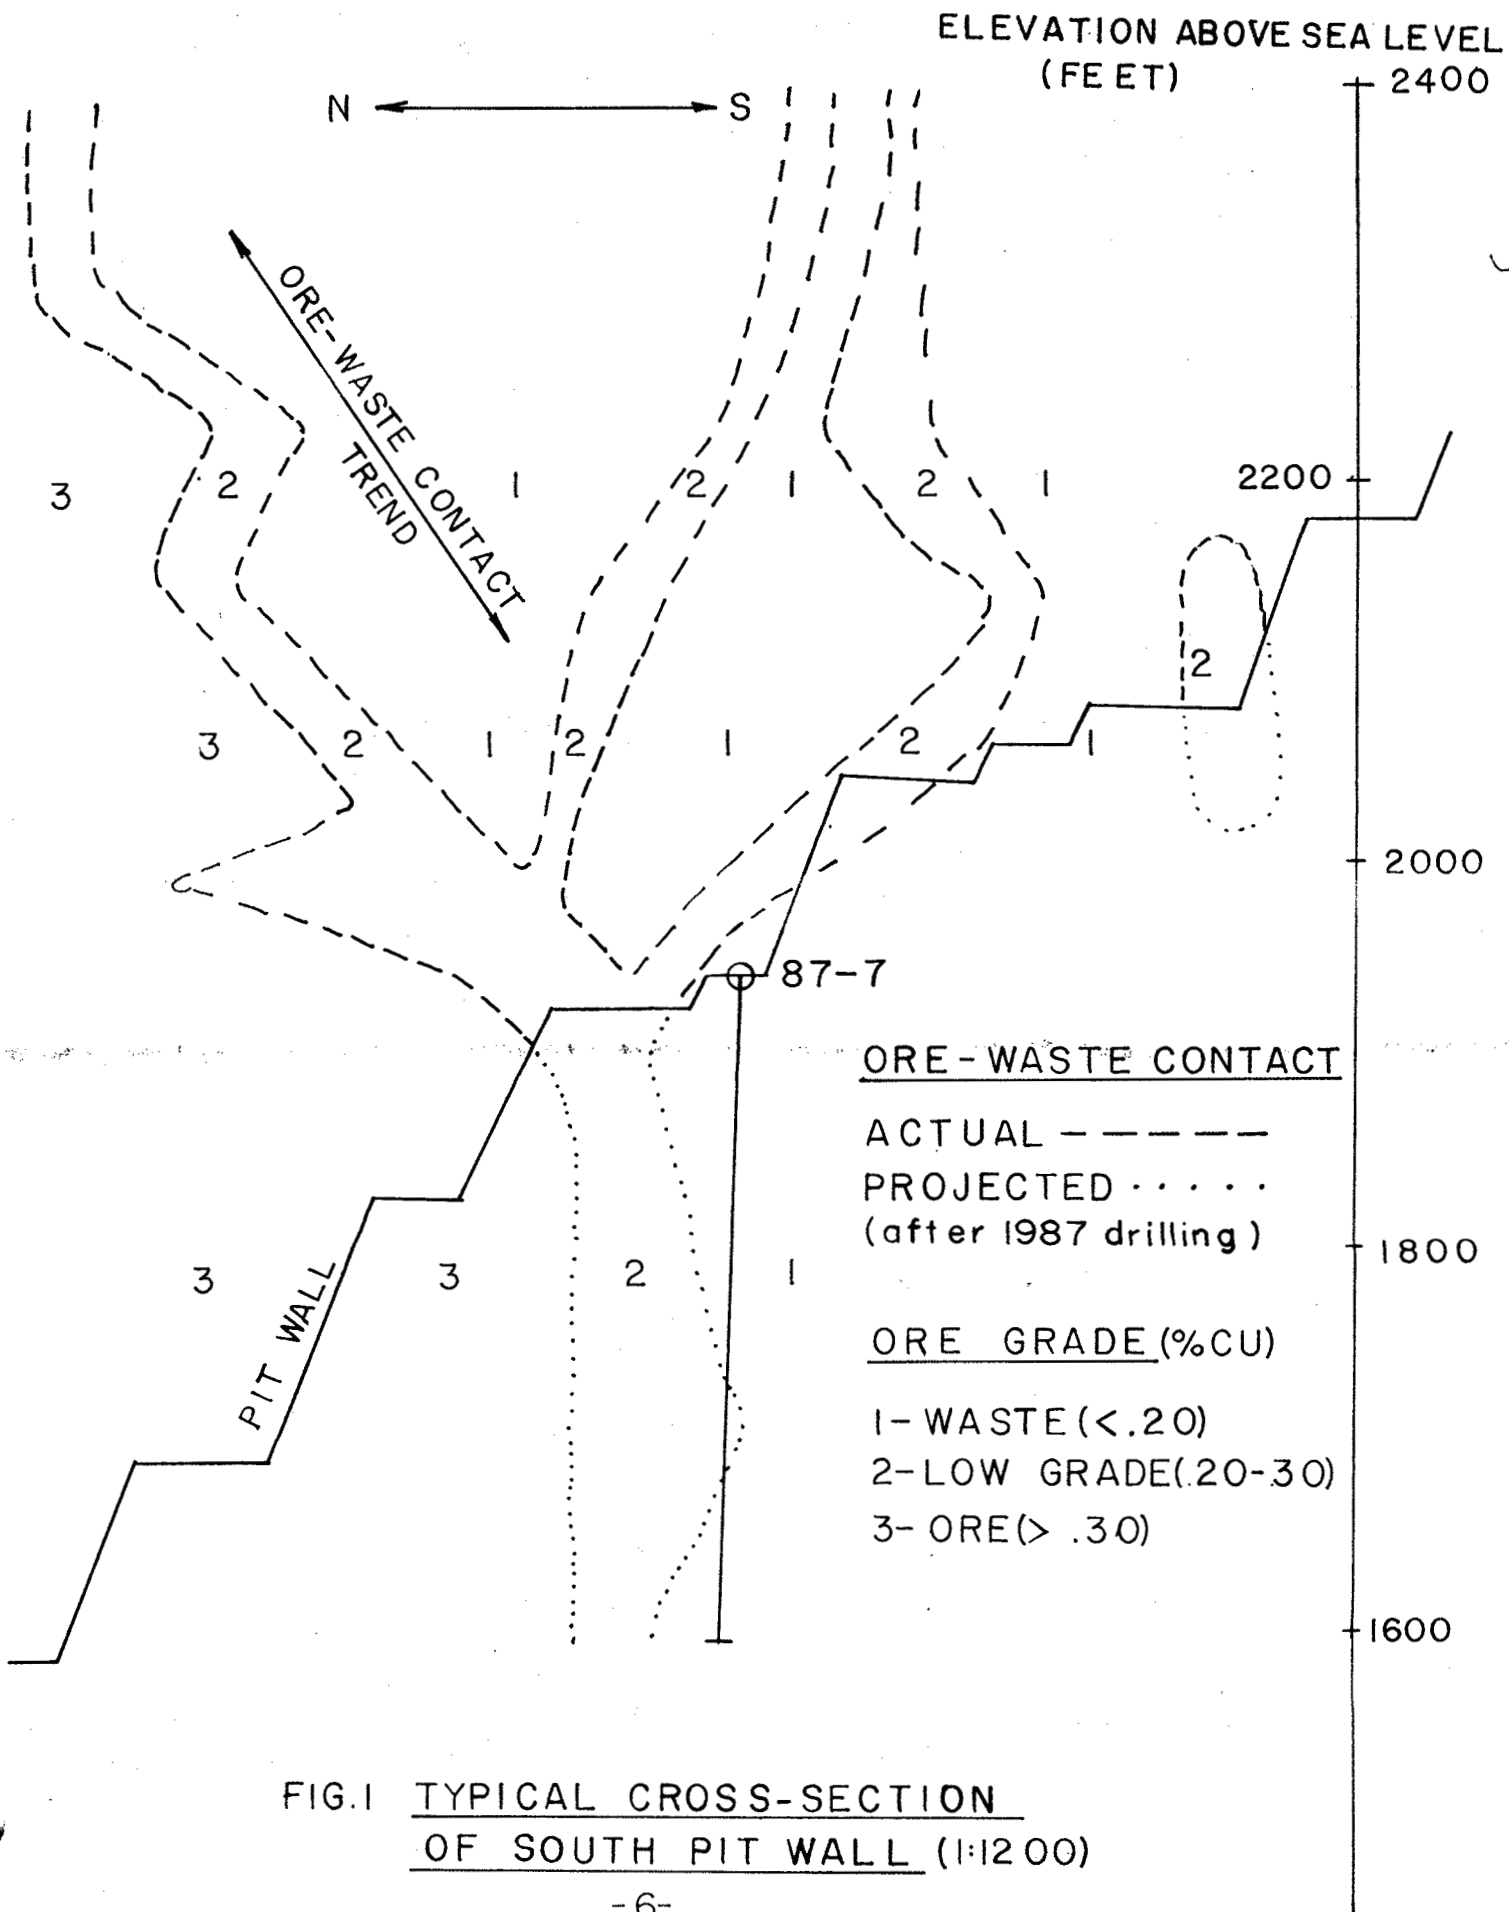 ELEVATION ABOVE SEA LEVEL
(FEET)
2400
N S
ORE-WASTE CONTACT
TREND
3 2 1 2 1 2 1
2200
2
3 2 1 2 1 2 1
2000
87-7
ORE-WASTE CONTACT
ACTUAL
PROJECTED
(after 1987 drilling)
1800
3 3 2 1
PIT WALL
ORE GRADE (%CU)
1-WASTE(<.20)
2-LOW GRADE(.20-.30)
3-ORE(> .30)
1600
FIG.1 TYPICAL CROSS-SECTION
OF SOUTH PIT WALL (1:1200)
-6-